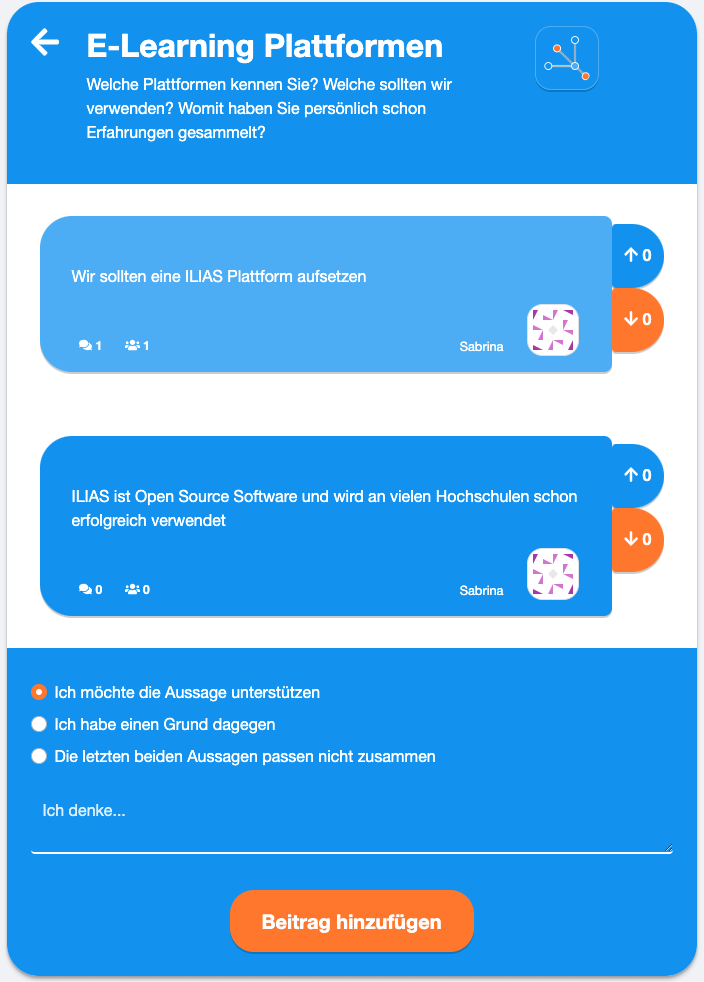 E-Learning Plattformen
Welche Plattformen kennen Sie? Welche sollten wir
verwenden? Womit haben Sie persönlich schon
Erfahrungen gesammelt?
Wir sollten eine ILIAS Plattform aufsetzen
0
0
1 1 Sabrina
ILIAS ist Open Source Software und wird an vielen Hochschulen schon
erfolgreich verwendet
0
0
0 0 Sabrina
Ich möchte die Aussage unterstützen
Ich habe einen Grund dagegen
Die letzten beiden Aussagen passen nicht zusammen
Ich denke...
Beitrag hinzufügen